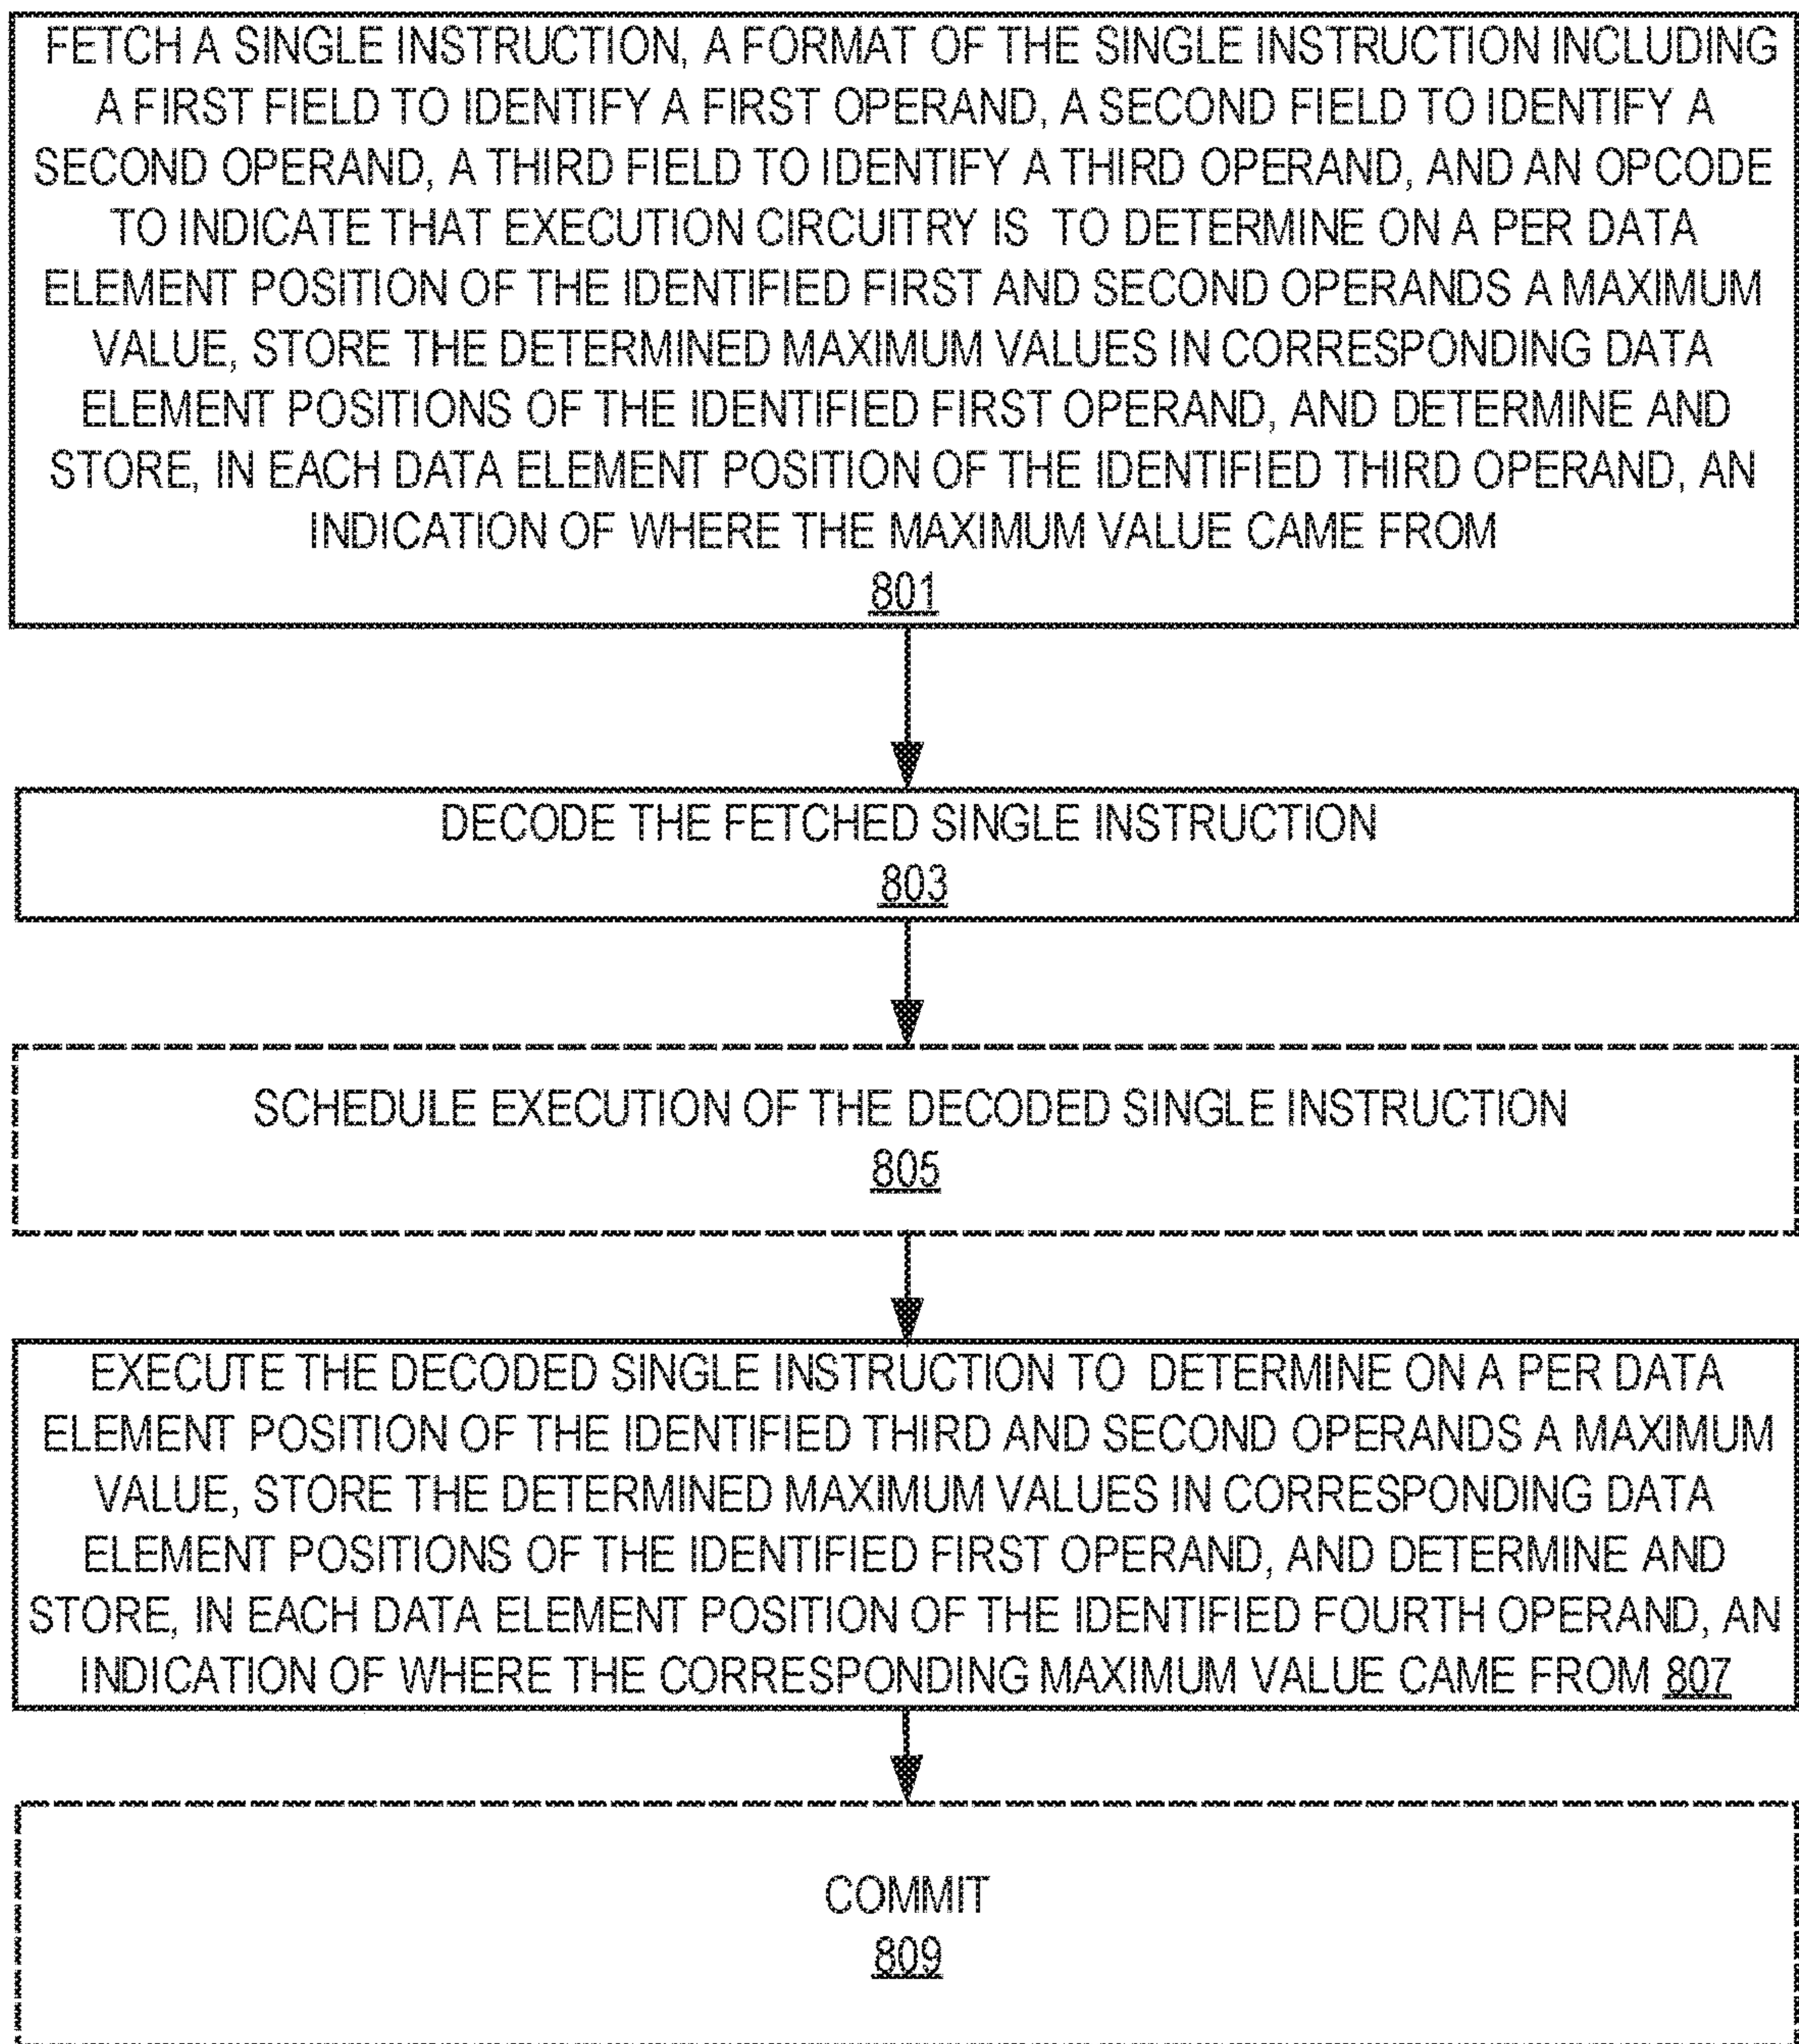 FETCH A SINGLE INSTRUCTION, A FORMAT OF THE SINGLE INSTRUCTION INCLUDING
A FIRST FIELD TO IDENTIFY A FIRST OPERAND, A SECOND FIELD TO IDENTIFY A
SECOND OPERAND, A THIRD FIELD TO IDENTIFY A THIRD OPERAND, AND AN OPCODE
TO INDICATE THAT EXECUTION CIRCUITRY IS TO DETERMINE ON A PER DATA
ELEMENT POSITION OF THE IDENTIFIED FIRST AND SECOND OPERANDS A MAXIMUM
VALUE, STORE THE DETERMINED MAXIMUM VALUES IN CORRESPONDING DATA
ELEMENT POSITIONS OF THE IDENTIFIED FIRST OPERAND, AND DETERMINE AND
STORE, IN EACH DATA ELEMENT POSITION OF THE IDENTIFIED THIRD OPERAND, AN
INDICATION OF WHERE THE MAXIMUM VALUE CAME FROM
801
DECODE THE FETCHED SINGLE INSTRUCTION
803
SCHEDULE EXECUTION OF THE DECODED SINGLE INSTRUCTION
805
EXECUTE THE DECODED SINGLE INSTRUCTION TO DETERMINE ON A PER DATA
ELEMENT POSITION OF THE IDENTIFIED THIRD AND SECOND OPERANDS A MAXIMUM
VALUE, STORE THE DETERMINED MAXIMUM VALUES IN CORRESPONDING DATA
ELEMENT POSITIONS OF THE IDENTIFIED FIRST OPERAND, AND DETERMINE AND
STORE, IN EACH DATA ELEMENT POSITION OF THE IDENTIFIED FOURTH OPERAND, AN
INDICATION OF WHERE THE CORRESPONDING MAXIMUM VALUE CAME FROM 807
COMMIT
809